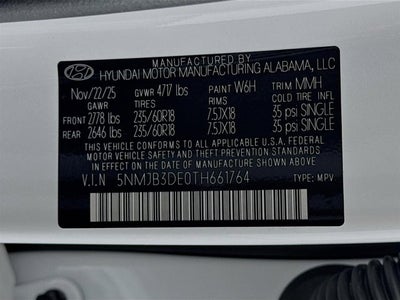 MANUFACTURED BY
HYUNDAI MOTOR MANUFACTURING ALABAMA, LLC
Nov/22/25 GVWR 4717 lbs PAINT W6H TRIM MMH
GAWR TIRES RIMS COLD TIRE PRESSURE
FRONT 2778 lbs 235/60R18 7.5JX18 35 psi SINGLE
REAR 2646 lbs 235/60R18 7.5JX18 35 psi SINGLE
THIS VEHICLE CONFORMS TO ALL APPLICABLE U.S.A. FEDERAL
MOTOR VEHICLE SAFETY AND THEFT PREVENTION STANDARDS
IN EFFECT ON THE DATE OF MANUFACTURE SHOWN ABOVE.
V.I.N 5NMJB3DE0TH661764 TYPE: MPV